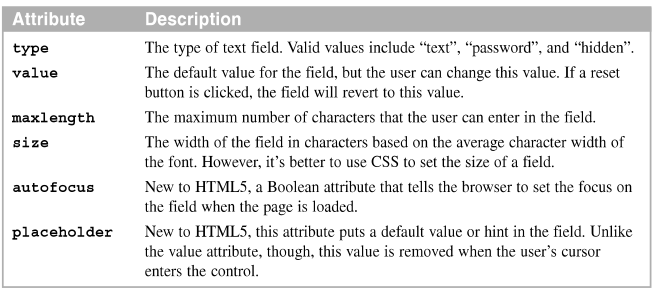 Attribute Description
type The type of text field. Valid values include “text”, “password”, and “hidden”.
value The default value for the field, but the user can change this value. If a reset
button is clicked, the field will revert to this value.
maxlength The maximum number of characters that the user can enter in the field.
size The width of the field in characters based on the average character width of
the font. However, it’s better to use CSS to set the size of a field.
autofocus New to HTML5, a Boolean attribute that tells the browser to set the focus on
the field when the page is loaded.
placeholder New to HTML5, this attribute puts a default value or hint in the field. Unlike
the value attribute, though, this value is removed when the user’s cursor
enters the control.